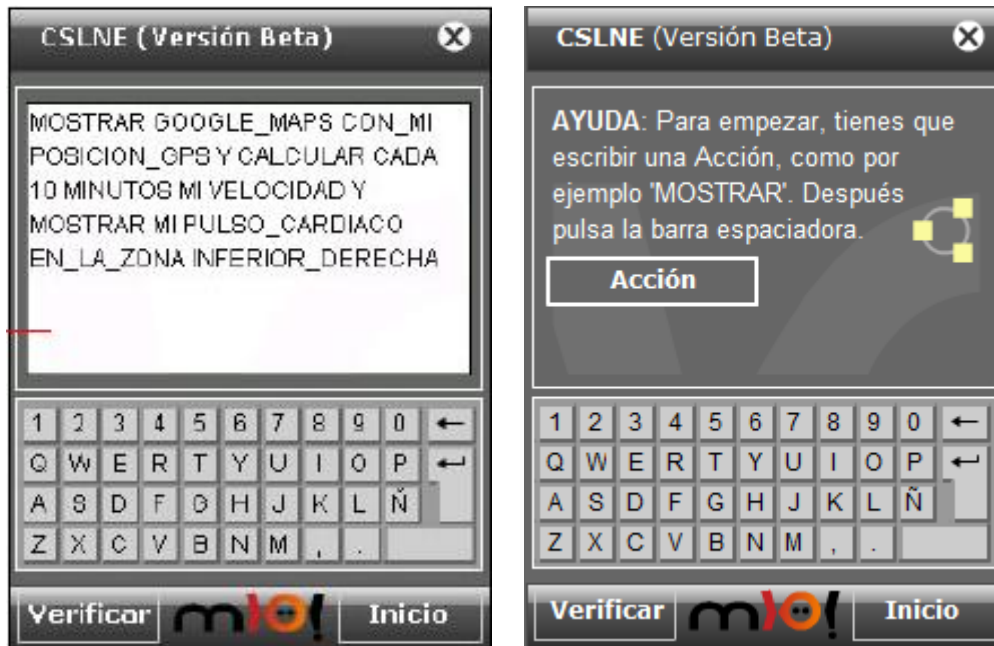 CSLNE (Versión Beta)
MOSTRAR GOOGLE_MAPS CON_MI
POSICION_GPS Y CALCULAR CADA
10 MINUTOS MI VELOCIDAD Y
MOSTRAR MI PULSO_CARDIACO
EN_LA_ZONA INFERIOR_DERECHA
1 2 3 4 5 6 7 8 9 0 ←
Q W E R T Y U I O P ↵
A S D F G H J K L Ñ
Z X C V B N M , .
Verificar mio! Inicio
CSLNE (Versión Beta)
AYUDA: Para empezar, tienes que
escribir una Acción, como por
ejemplo 'MOSTRAR'. Después
pulsa la barra espaciadora.
Acción
1 2 3 4 5 6 7 8 9 0 ←
Q W E R T Y U I O P ↵
A S D F G H J K L Ñ
Z X C V B N M , .
Verificar mio! Inicio